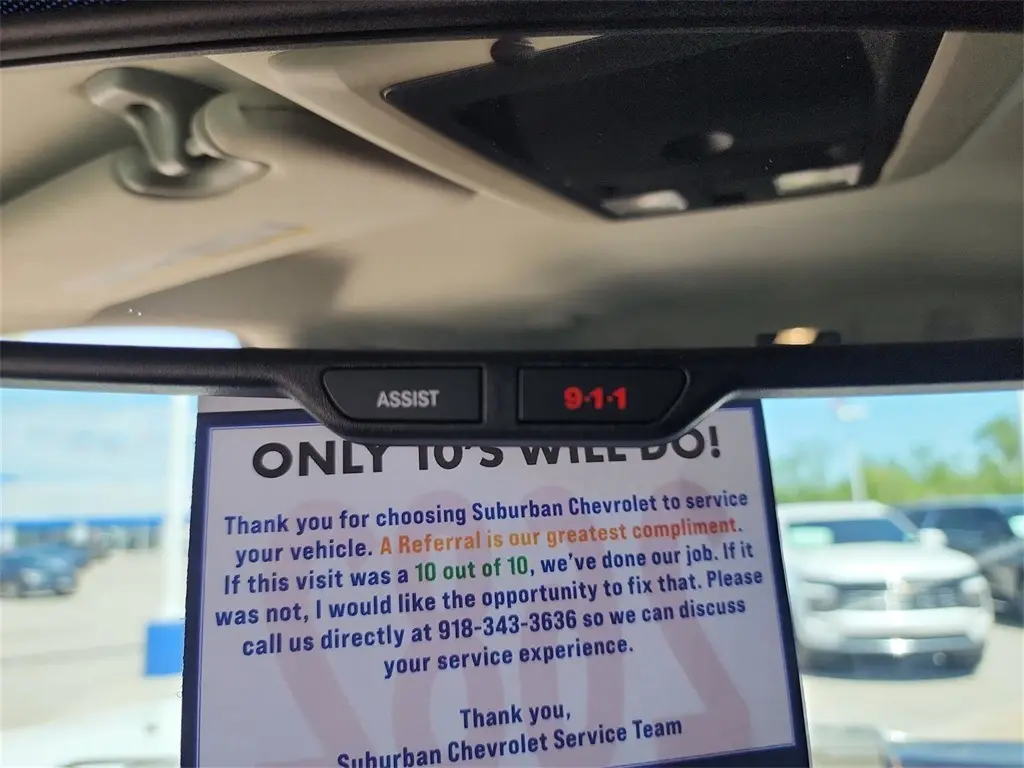 ASSIST
9·1·1
ONLY 10'S WILL DO!
Thank you for choosing Suburban Chevrolet to service
your vehicle. A Referral is our greatest compliment.
If this visit was a 10 out of 10, we've done our job. If it
was not, I would like the opportunity to fix that. Please
call us directly at 918-343-3636 so we can discuss
your service experience.
Thank you,
Suburban Chevrolet Service Team